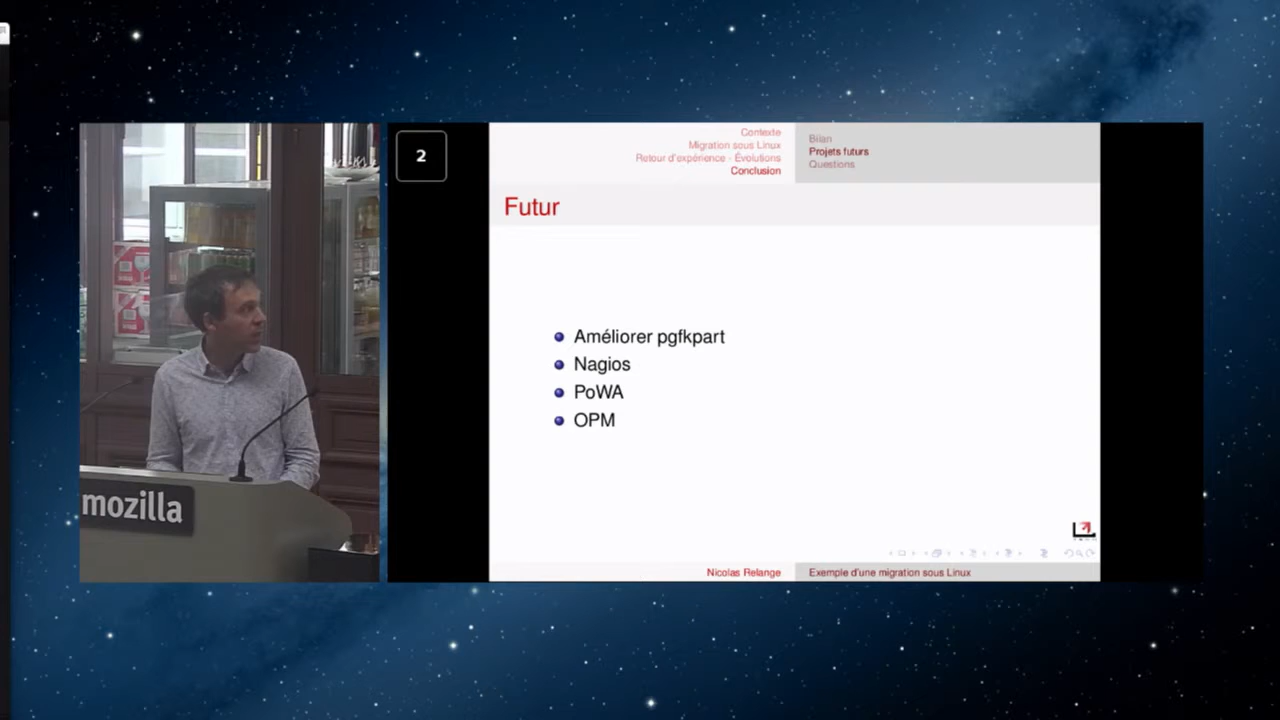 mozilla
2
Contexte
Migration sous Linux
Retour d'expérience - Évolutions
Conclusion
Bilan
Projets futurs
Questions
Futur
Améliorer pgfkpart
Nagios
PoWA
OPM
Nicolas Relange
Exemple d'une migration sous Linux